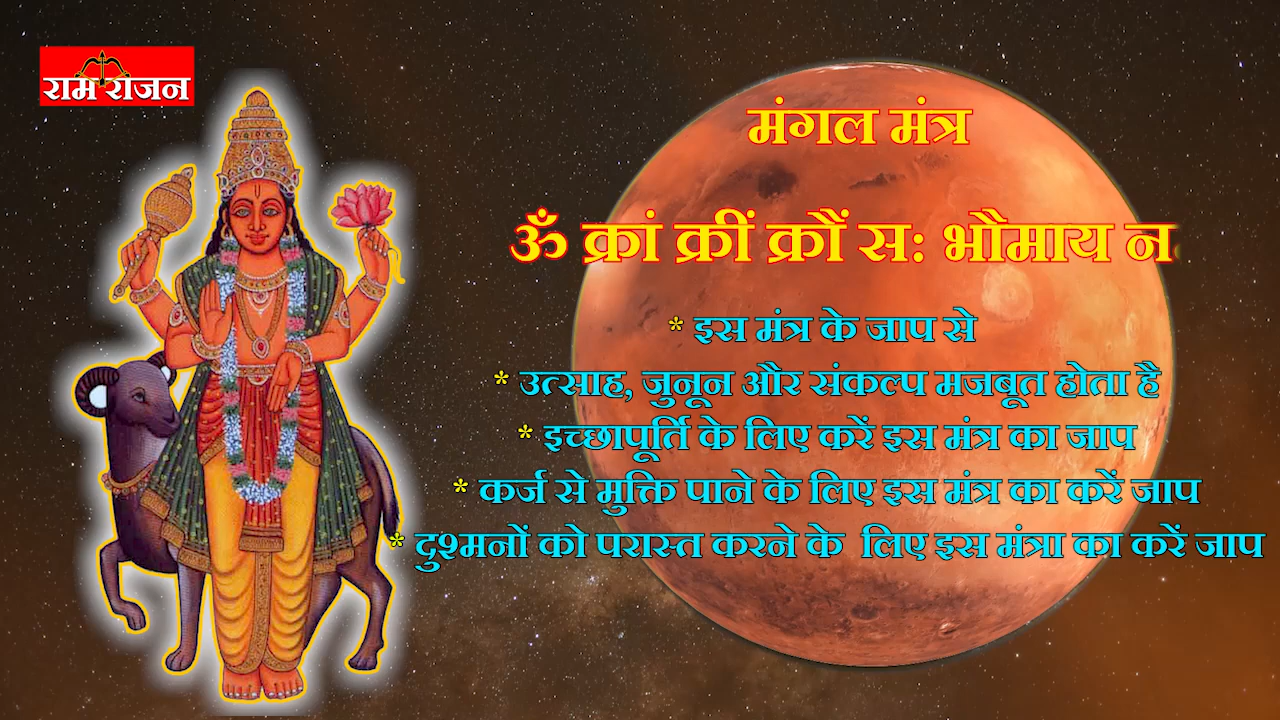 राम रोजन
मंगल मंत्र
ॐ क्रां क्रीं क्रौं स: भौमाय न
* इस मंत्र के जाप से
* उत्साह, जुनून और संकल्प मजबूत होता है
* इच्छापूर्ति के लिए करें इस मंत्र का जाप
* कर्ज से मुक्ति पाने के लिए इस मंत्र का करें जाप
* दुश्मनों को परास्त करने के लिए इस मंत्रा का करें जाप